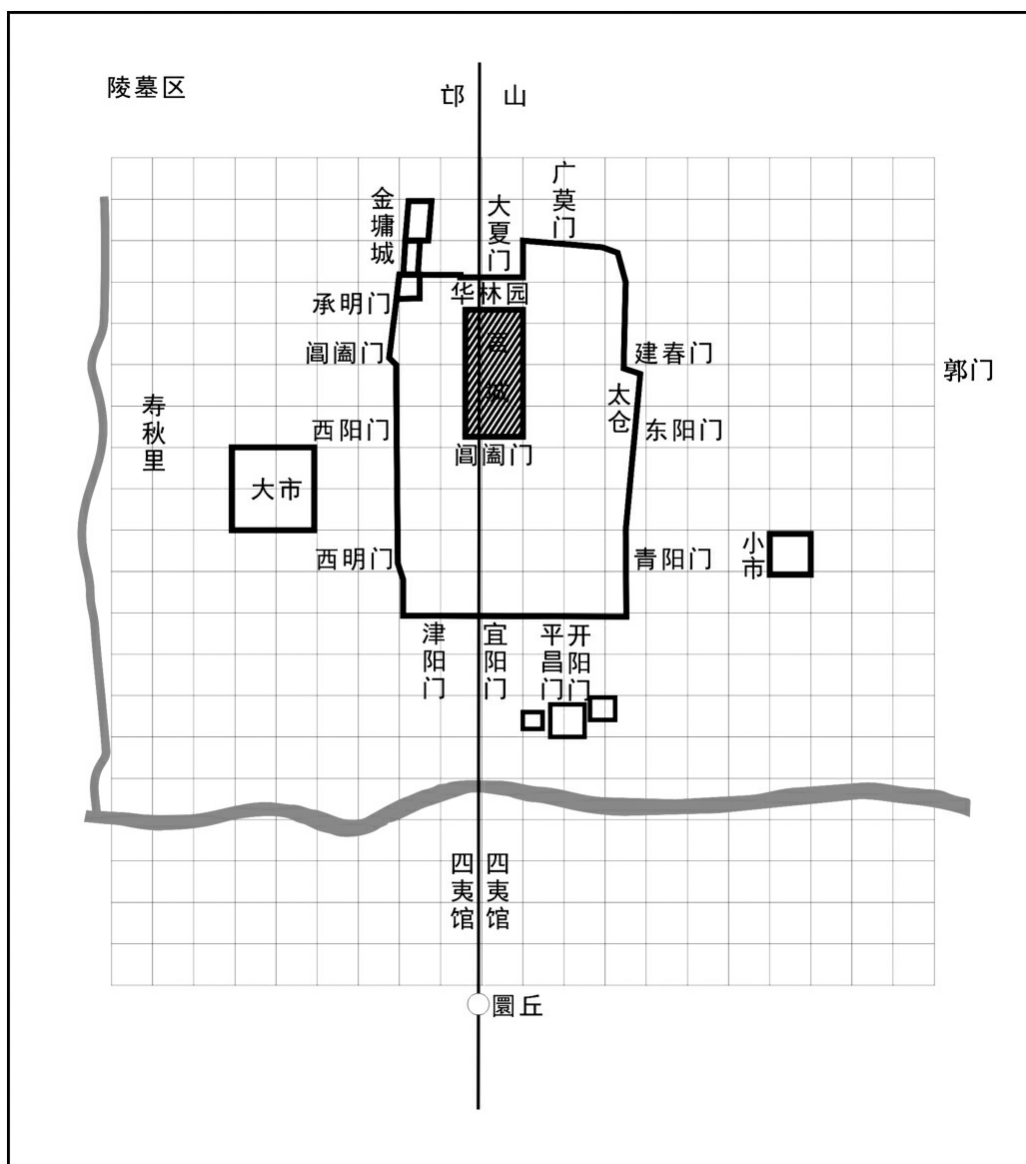 陵墓区
邙山
广莫门
金墉城
大夏门
华林园
承明门
阊阖门
建春门
郭门
太仓
寿秋里
西阳门
东阳门
阊阖门
大市
小市
西明门
青阳门
津阳门
宜阳门
平昌门
开阳门
四夷馆
四夷馆
圜丘